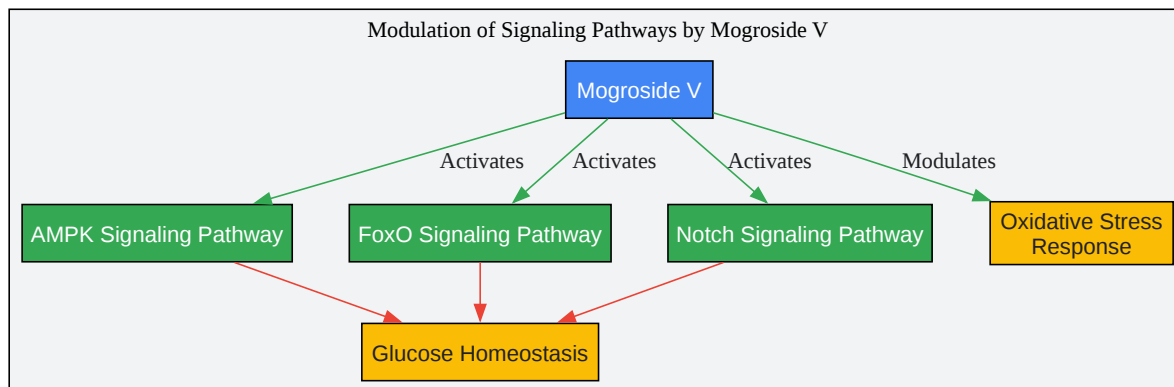 Modulation of Signaling Pathways by Mogroside V
Mogroside V
Activates
Activates
Activates
Modulates
AMPK Signaling Pathway
FoxO Signaling Pathway
Notch Signaling Pathway
Oxidative Stress
Response
Glucose Homeostasis